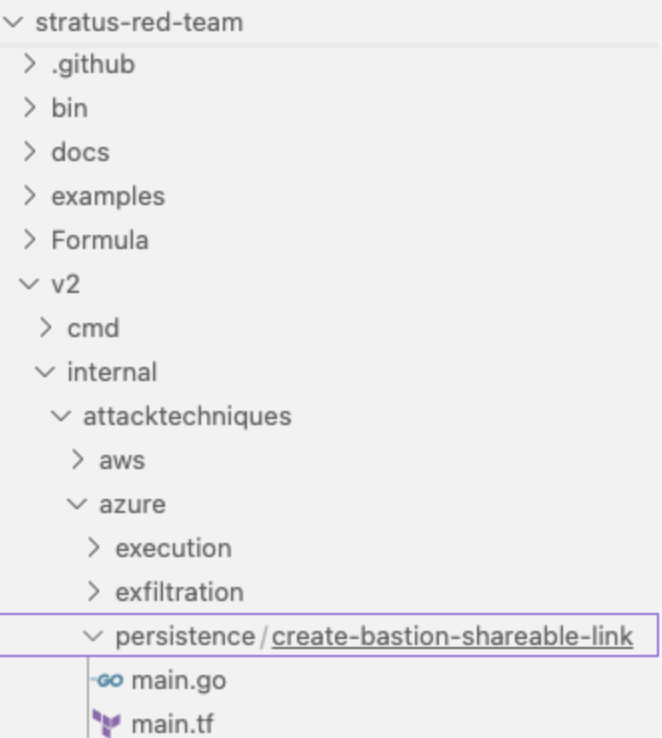 stratus-red-team
.github
bin
docs
examples
Formula
v2
cmd
internal
attacktechniques
aws
azure
execution
exfiltration
persistence/create-bastion-shareable-link
GO main.go
main.tf